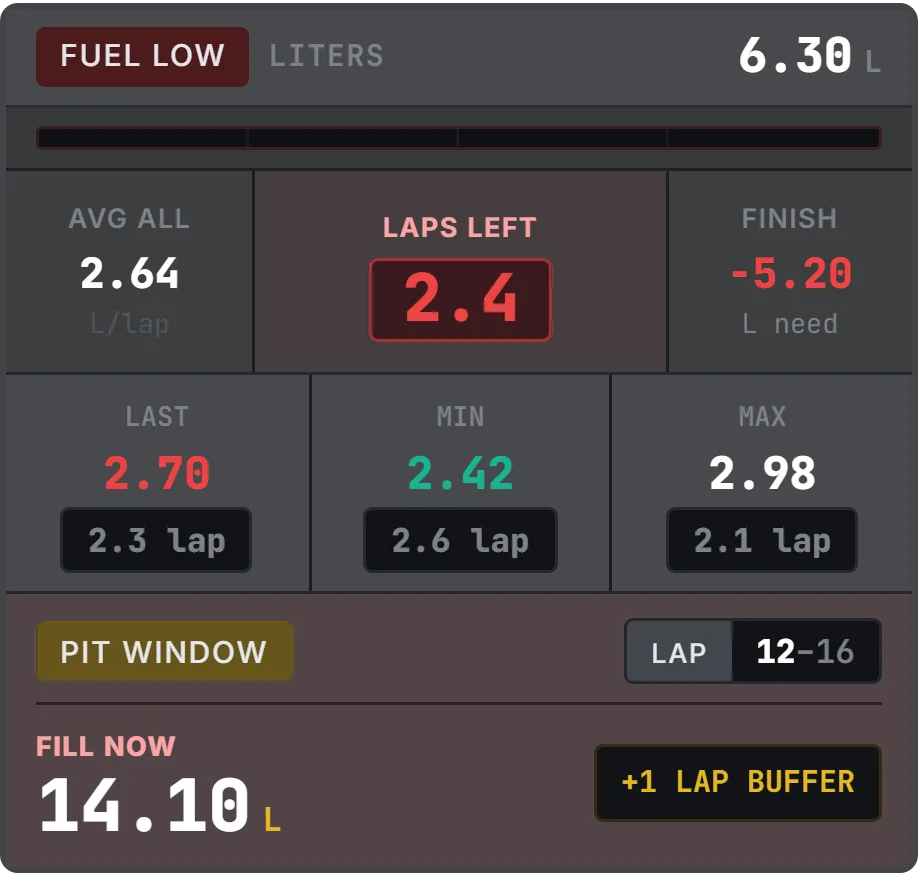 FUEL LOW LITERS 6.30 L
AVG ALL
2.64
L/lap
LAPS LEFT
2.4
FINISH
-5.20
L need
LAST
2.70
2.3 lap
MIN
2.42
2.6 lap
MAX
2.98
2.1 lap
PIT WINDOW LAP 12–16
FILL NOW
14.10 L
+1 LAP BUFFER